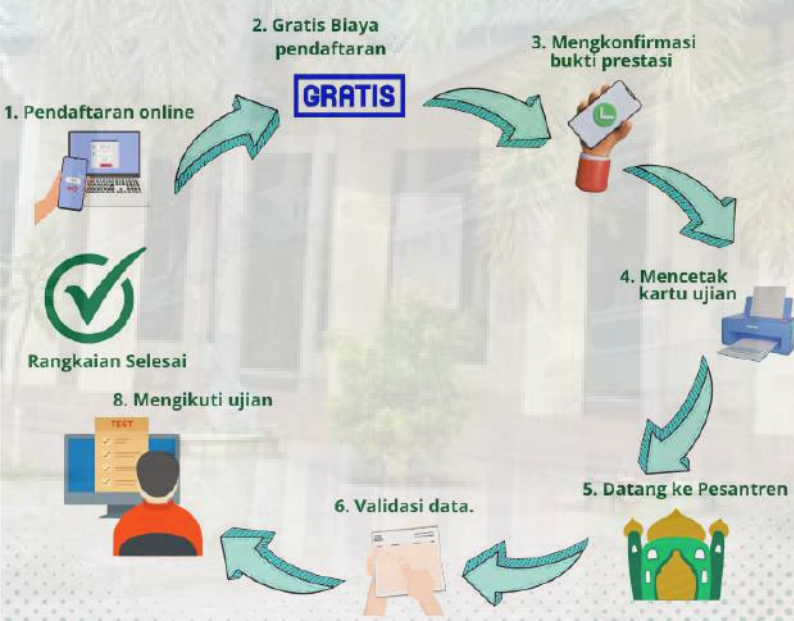 1. Pendaftaran online
2. Gratis Biaya
pendaftaran
GRATIS
3. Mengkonfirmasi
bukti prestasi
4. Mencetak
kartu ujian
5. Datang ke Pesantren
6. Validasi data.
8. Mengikuti ujian
TEST
Rangkaian Selesai